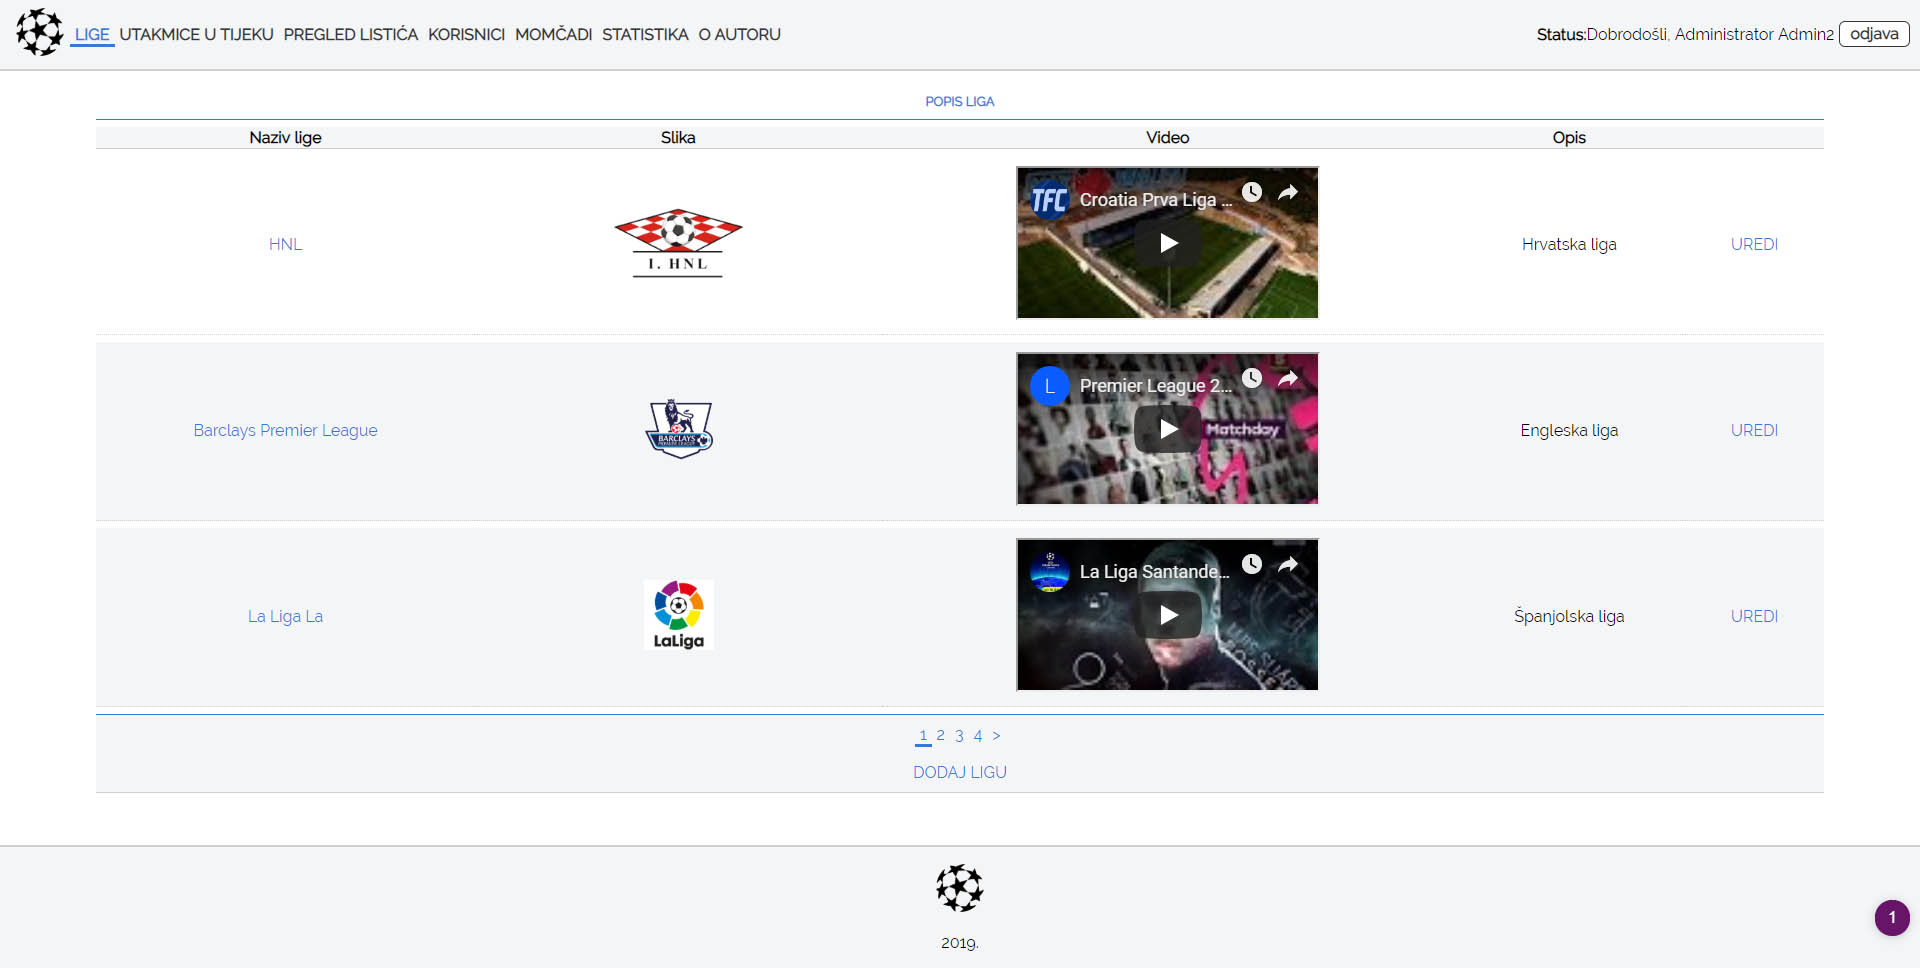 LIGE UTAKMICE U TIJEKU PREGLED LISTIĆA KORISNICI MOMČADI STATISTIKA O AUTORU Status:Dobrodošli, Administrator Admin2 odjava
POPIS LIGA
Naziv lige Slika Video Opis
TFC Croatia Prva Liga ...
HNL I. HNL Hrvatska liga UREDI
L Premier League 2...
Matchday
Barclays Premier League BARCLAYS PREMIER LEAGUE Engleska liga UREDI
La Liga Santande...
La Liga La LaLiga Španjolska liga UREDI
LUIS SUÁR
1 2 3 4 >
DODAJ LIGU
1
2019.